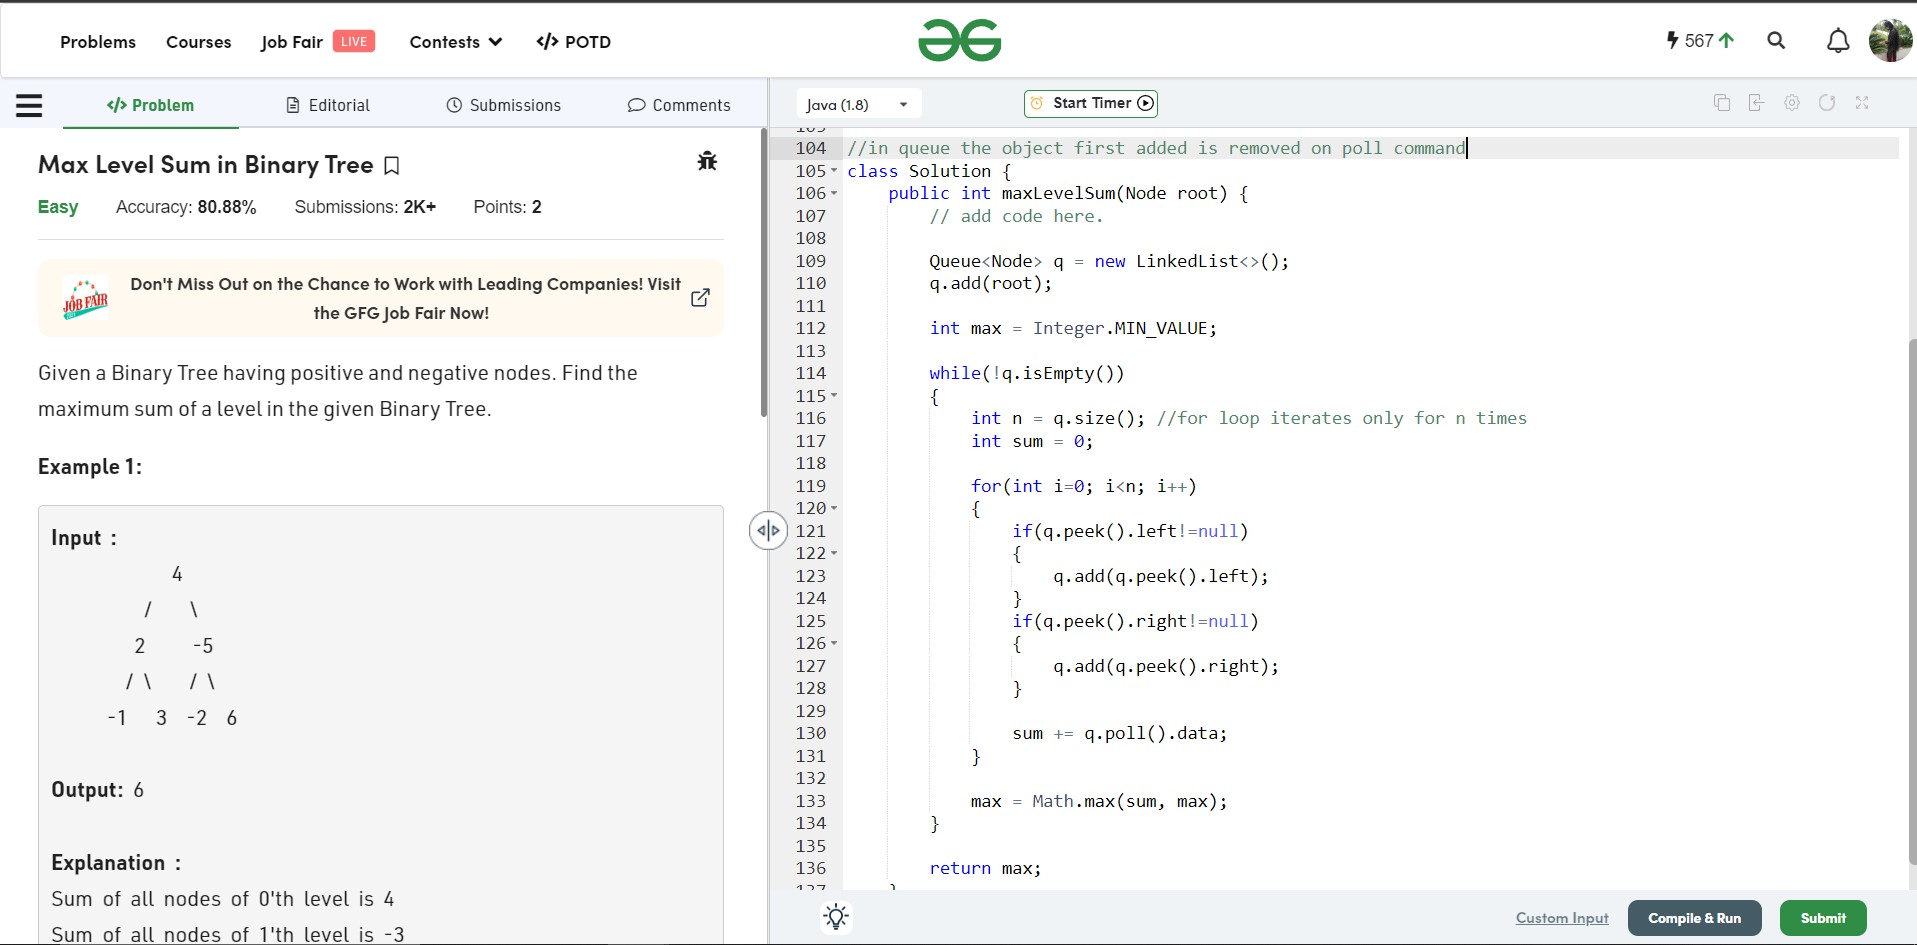 Problems Courses Job Fair LIVE Contests </> POTD
567
</> Problem Editorial Submissions Comments
Max Level Sum in Binary Tree
Easy Accuracy: 80.88% Submissions: 2K+ Points: 2
JOB FAIR
Don't Miss Out on the Chance to Work with Leading Companies! Visit
the GFG Job Fair Now!
Given a Binary Tree having positive and negative nodes. Find the
maximum sum of a level in the given Binary Tree.
Example 1:
Input :
4
/ \
2 -5
/ \ / \
-1 3 -2 6
Output: 6
Explanation :
Sum of all nodes of 0'th level is 4
Sum of all nodes of 1'th level is -3
Java (1.8) Start Timer
104 //in queue the object first added is removed on poll command
105 class Solution {
106 public int maxLevelSum(Node root) {
107 // add code here.
108
109 Queue<Node> q = new LinkedList<>();
110 q.add(root);
111
112 int max = Integer.MIN_VALUE;
113
114 while(!q.isEmpty())
115 {
116 int n = q.size(); //for loop iterates only for n times
117 int sum = 0;
118
119 for(int i=0; i<n; i++)
120 {
121 if(q.peek().left!=null)
122 {
123 q.add(q.peek().left);
124 }
125 if(q.peek().right!=null)
126 {
127 q.add(q.peek().right);
128 }
129
130 sum += q.poll().data;
131 }
132
133 max = Math.max(sum, max);
134 }
135
136 return max;
137 }
Custom Input Compile & Run Submit